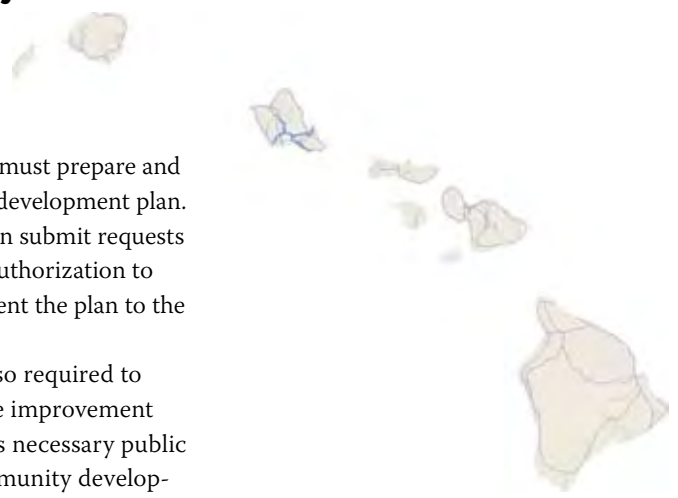 must prepare and
development plan.
n submit requests
uthorization to
ent the plan to the
so required to
e improvement
s necessary public
munity develop-